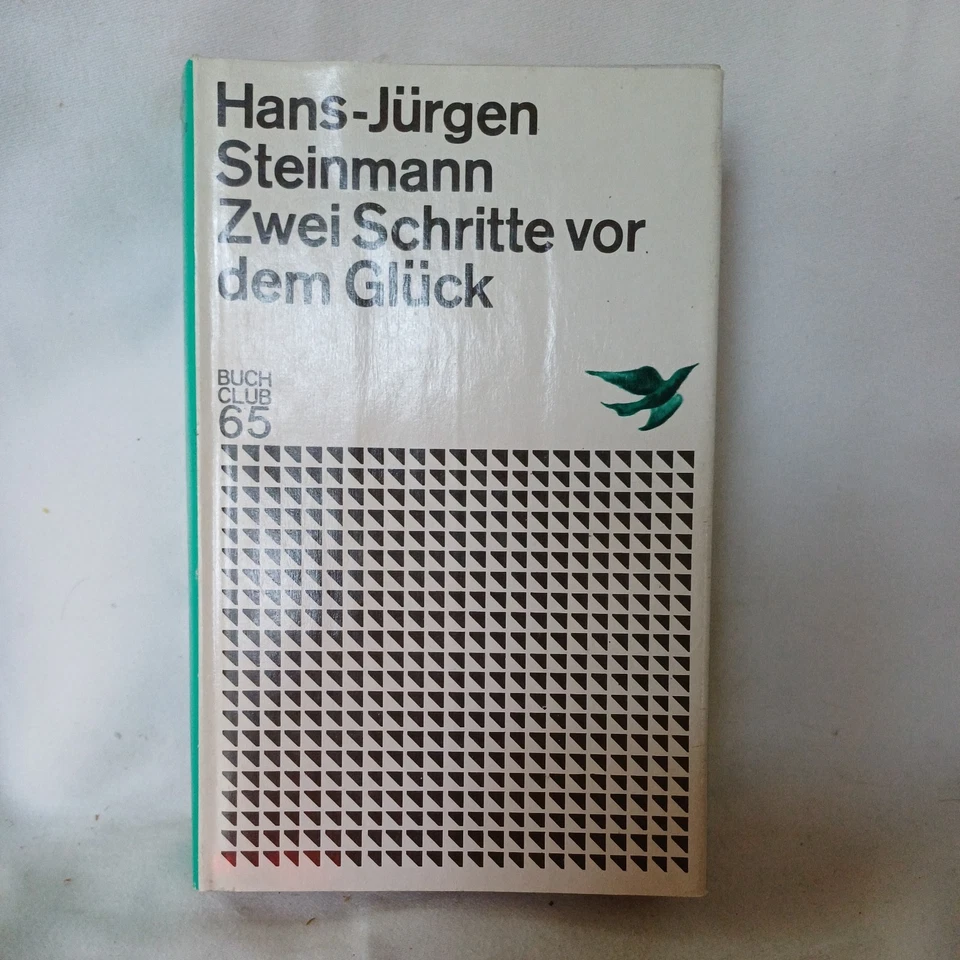 Hans-Jürgen
Steinmann
Zwei Schritte vor
dem Glück
BUCH
CLUB
65